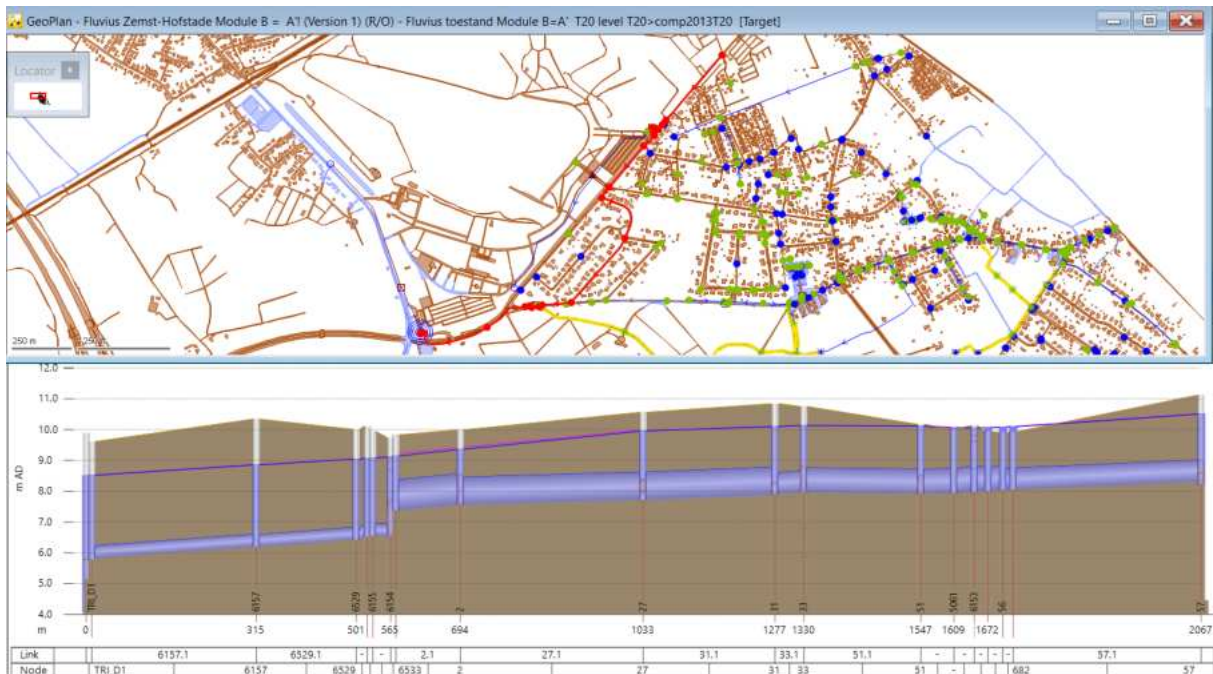 GeoPlan - Fluvius Zemst-Hofstade Module B = A'l (Version 1) (R/O) - Fluvius toestand Module B=A' T20 level T20>comp2013T20 [Target]
Locator
250 m
12.0
11.0
10.0
9.0
8.0
7.0
6.0
5.0
4.0
m AD
TRI_D1 6157 6529 6155 6154 2 27 31 33 51 5061 6152 56 57
m 0 315 501 565 694 1033 1277 1330 1547 1609 1672 2067
Link 6157.1 6529.1 - - 2.1 27.1 31.1 33.1 51.1 - - - - - 57.1
Node TRI_D1 6157 6529 6533 2 27 31 33 51 - 682 57